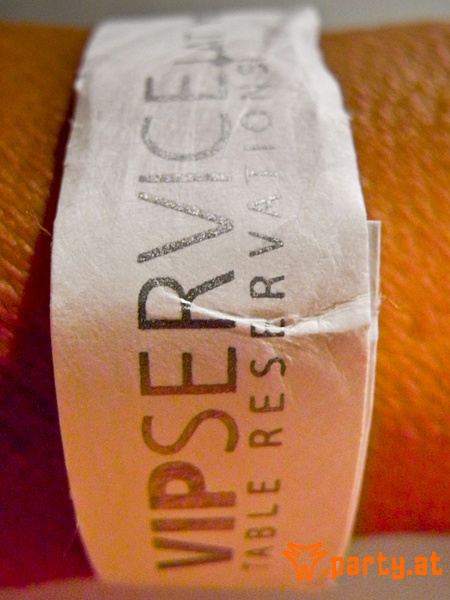 VIPSERVICE
TABLE RESERVATIONS
.party.at